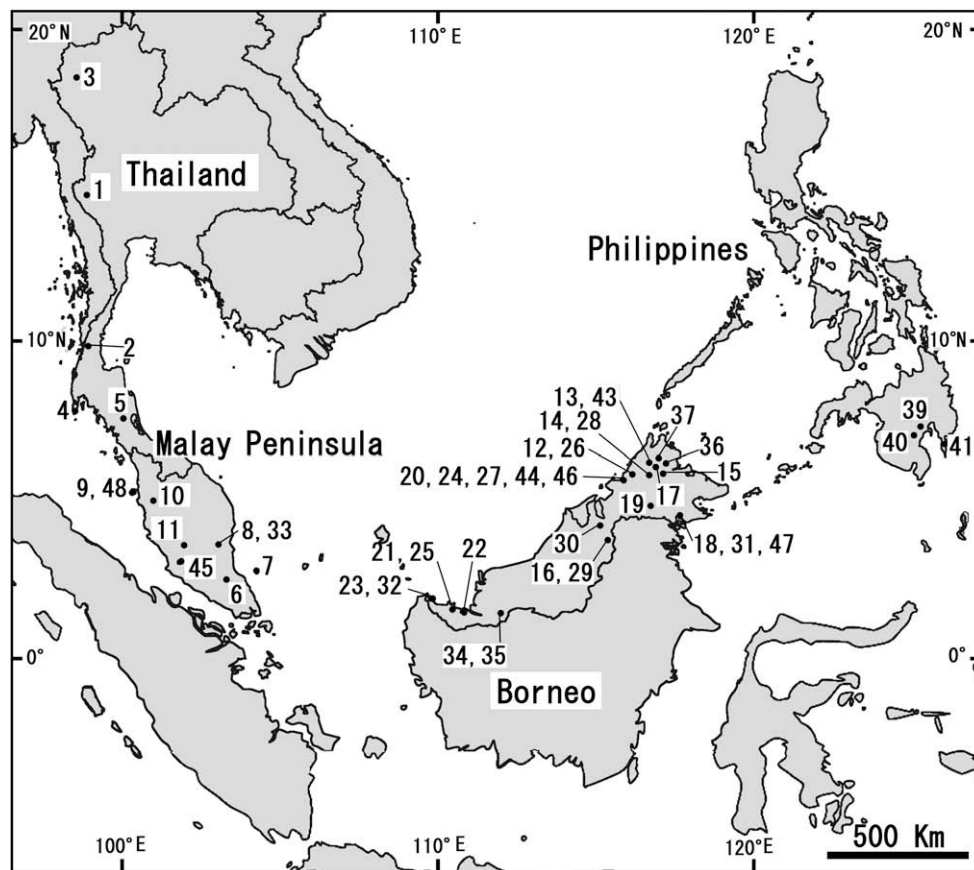 110° E
120° E
20°N
20°N
3
Thailand
1
Philippines
10°N
10°N
2
13, 43
37
14, 28
36
12, 26
15
20, 24, 27, 44, 46
17
19
39
40
41
4
5
Malay Peninsula
9, 48
10
11
8, 33
45
7
6
30
18, 31, 47
16, 29
21, 25
22
23, 32
34, 35
0°
0°
Borneo
100°E
110°E
120°E
500 Km